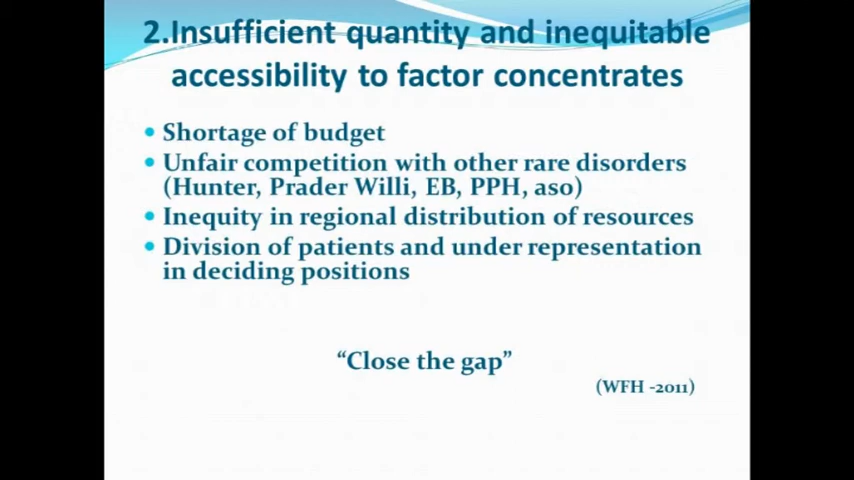 2.Insufficient quantity and inequitable
accessibility to factor concentrates
• Shortage of budget
• Unfair competition with other rare disorders
(Hunter, Prader Willi, EB, PPH, aso)
• Inequity in regional distribution of resources
• Division of patients and under representation
in deciding positions
“Close the gap”
(WFH -2011)